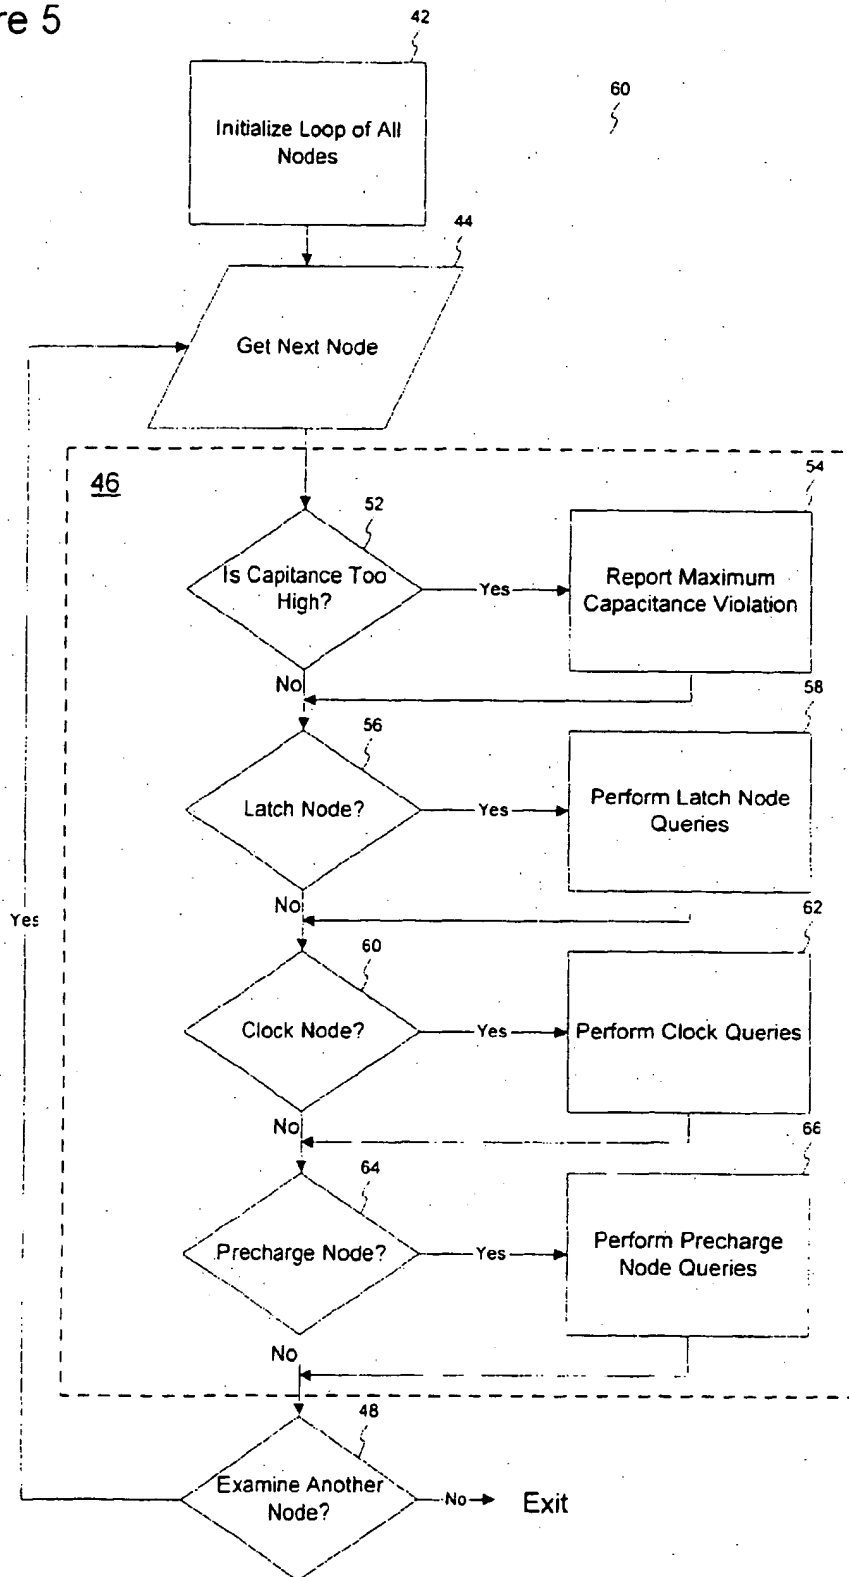 re 5
42
60
Initialize Loop of All
Nodes
44
Get Next Node
46
54
52
Is Capitance Too
High?
Yes
Report Maximum
Capacitance Violation
No
58
56
Latch Node?
Yes
Perform Latch Node
Queries
No
Yes
62
60
Clock Node?
Yes
Perform Clock Queries
No
66
64
Precharge Node?
Yes
Perform Precharge
Node Queries
No
48
Examine Another
Node?
No
Exit